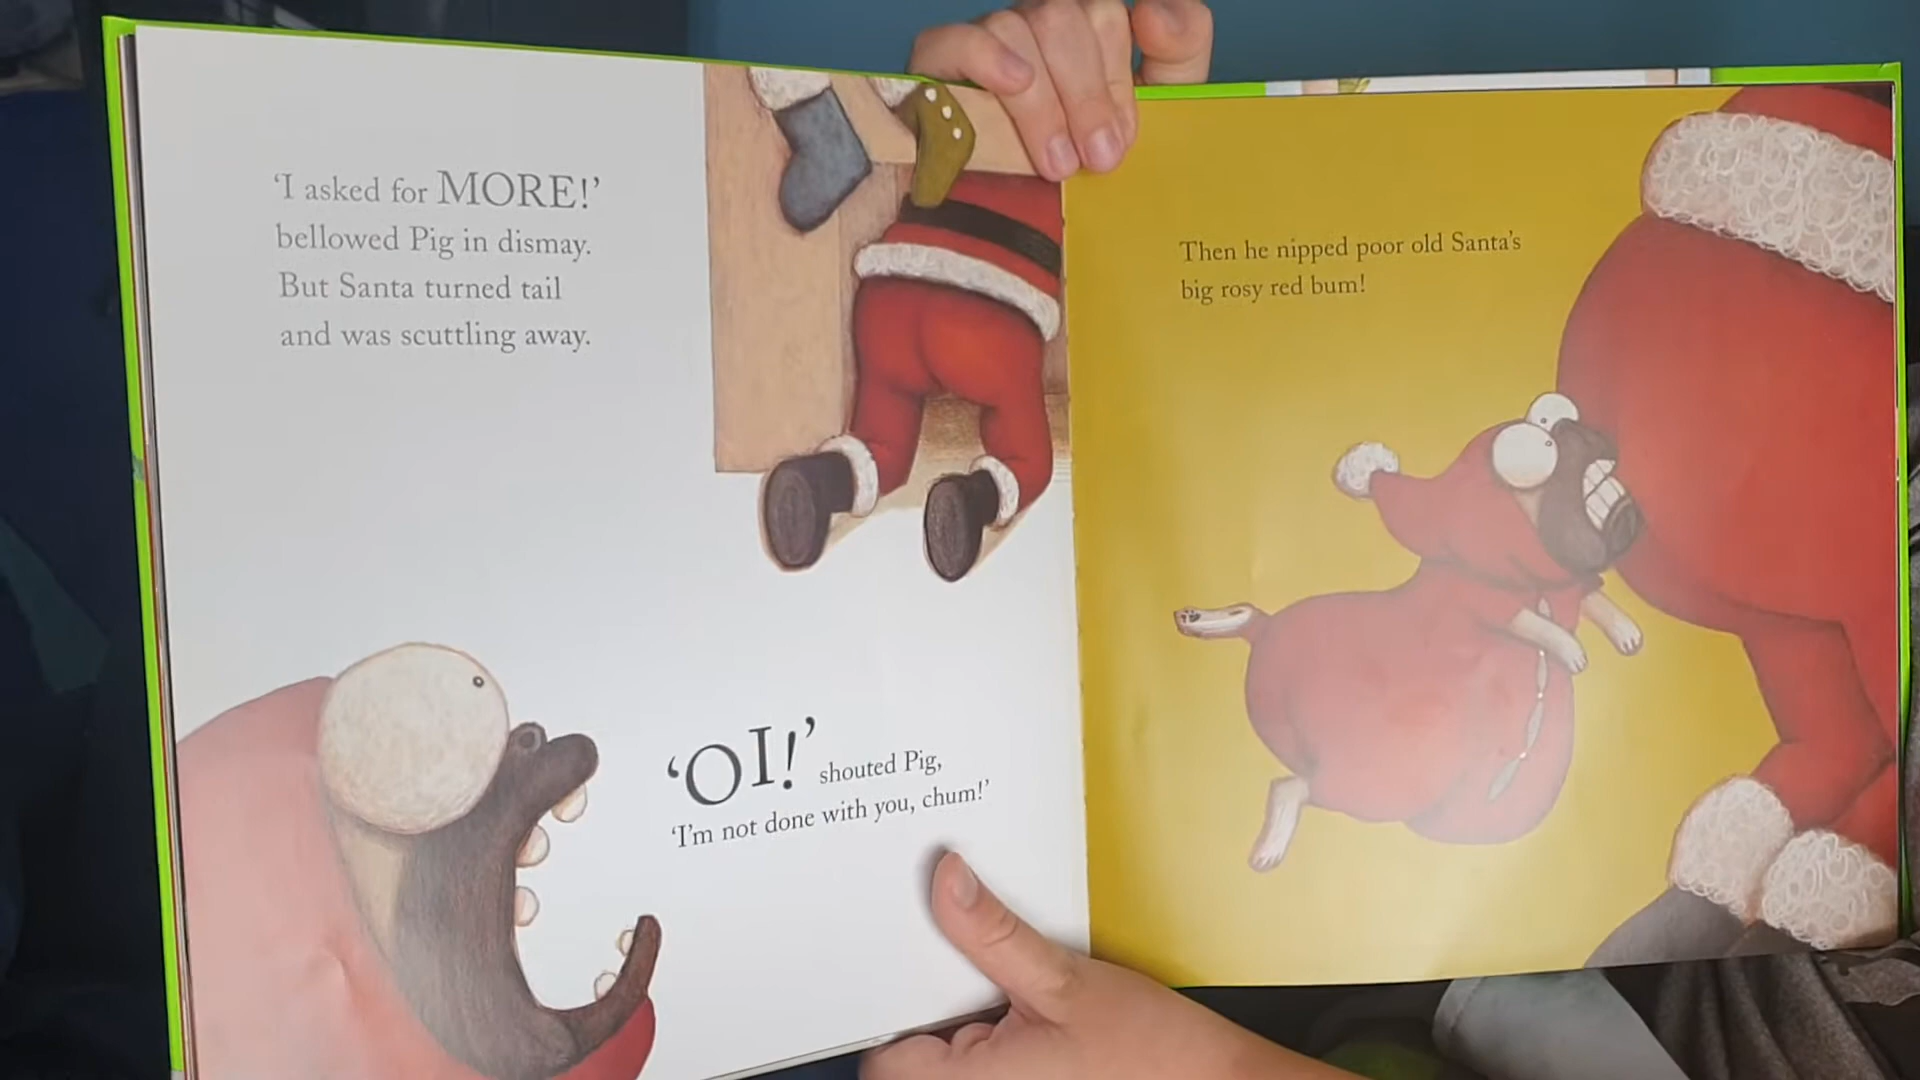 ‘I asked for MORE!’
bellowed Pig in dismay.
But Santa turned tail
and was scuttling away.
‘OI!’ shouted Pig,
‘I’m not done with you, chum!’
Then he nipped poor old Santa’s
big rosy red bum!